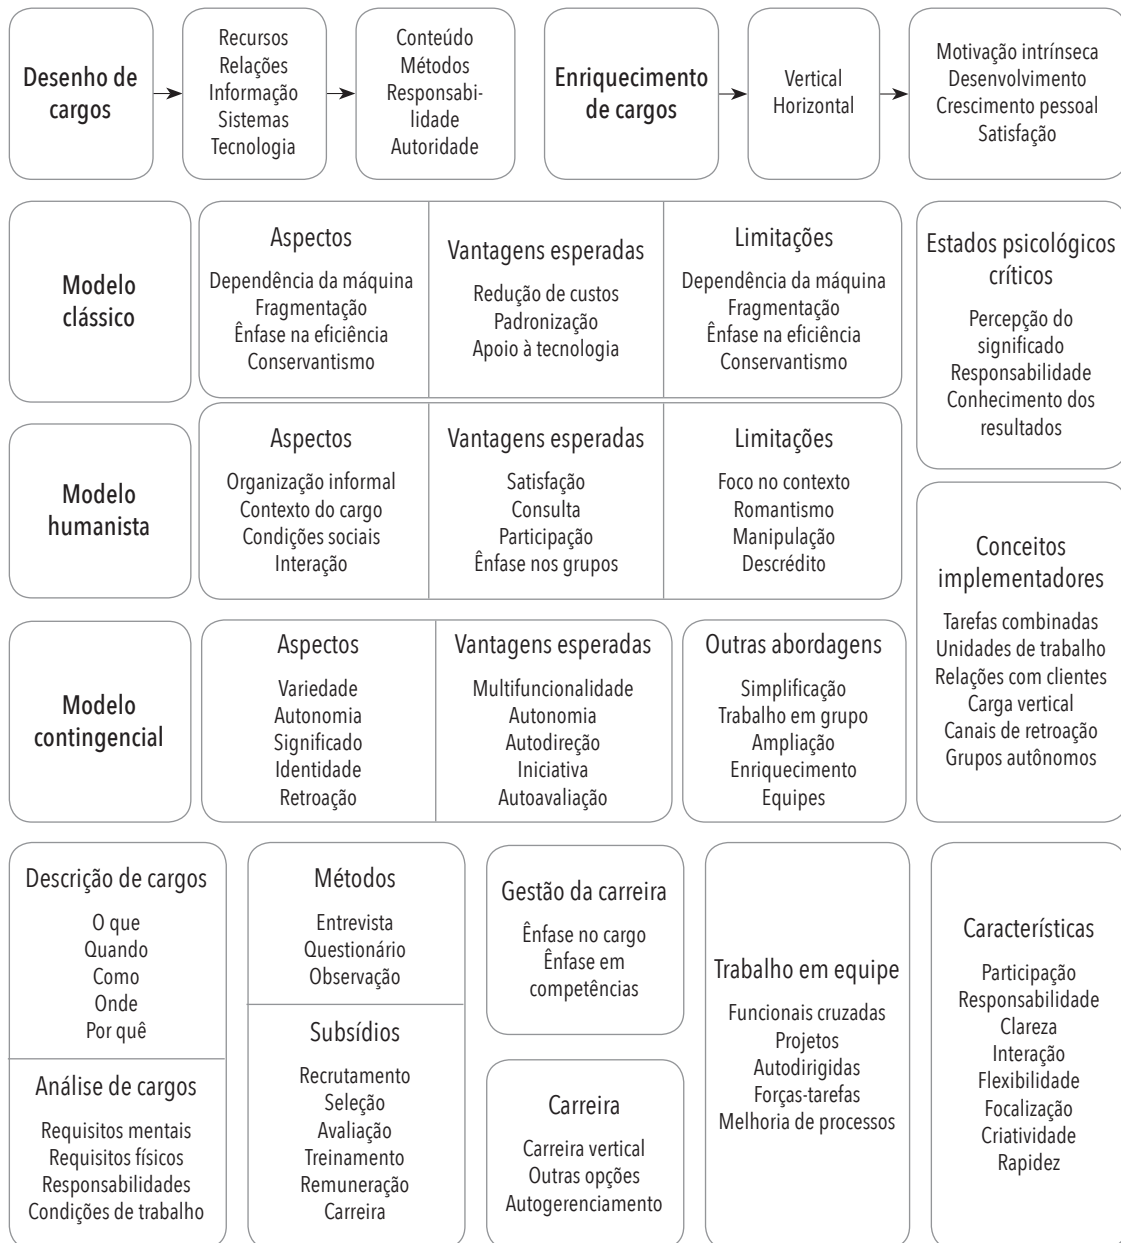 Desenho de
cargos
Recursos
Relações
Informação
Sistemas
Tecnologia
Conteúdo
Métodos
Responsabi-
lidade
Autoridade
Enriquecimento
de cargos
Vertical
Horizontal
Motivação intrínseca
Desenvolvimento
Crescimento pessoal
Satisfação
Modelo
clássico
Aspectos
Dependência da máquina
Fragmentação
Ênfase na eficiência
Conservantismo
Vantagens esperadas
Redução de custos
Padronização
Apoio à tecnologia
Limitações
Dependência da máquina
Fragmentação
Ênfase na eficiência
Conservantismo
Estados psicológicos
críticos
Percepção do
significado
Responsabilidade
Conhecimento dos
resultados
Modelo
humanista
Aspectos
Organização informal
Contexto do cargo
Condições sociais
Interação
Vantagens esperadas
Satisfação
Consulta
Participação
Ênfase nos grupos
Limitações
Foco no contexto
Romantismo
Manipulação
Descrédito
Conceitos
implementadores
Tarefas combinadas
Unidades de trabalho
Relações com clientes
Carga vertical
Canais de retroação
Grupos autônomos
Modelo
contingencial
Aspectos
Variedade
Autonomia
Significado
Identidade
Retroação
Vantagens esperadas
Multifuncionalidade
Autonomia
Autodireção
Iniciativa
Autoavaliação
Outras abordagens
Simplificação
Trabalho em grupo
Ampliação
Enriquecimento
Equipes
Descrição de cargos
O que
Quando
Como
Onde
Por quê
Análise de cargos
Requisitos mentais
Requisitos físicos
Responsabilidades
Condições de trabalho
Métodos
Entrevista
Questionário
Observação
Subsídios
Recrutamento
Seleção
Avaliação
Treinamento
Remuneração
Carreira
Gestão da carreira
Ênfase no cargo
Ênfase em
competências
Carreira
Carreira vertical
Outras opções
Autogerenciamento
Trabalho em equipe
Funcionais cruzadas
Projetos
Autodirigidas
Forças-tarefas
Melhoria de processos
Características
Participação
Responsabilidade
Clareza
Interação
Flexibilidade
Focalização
Criatividade
Rapidez